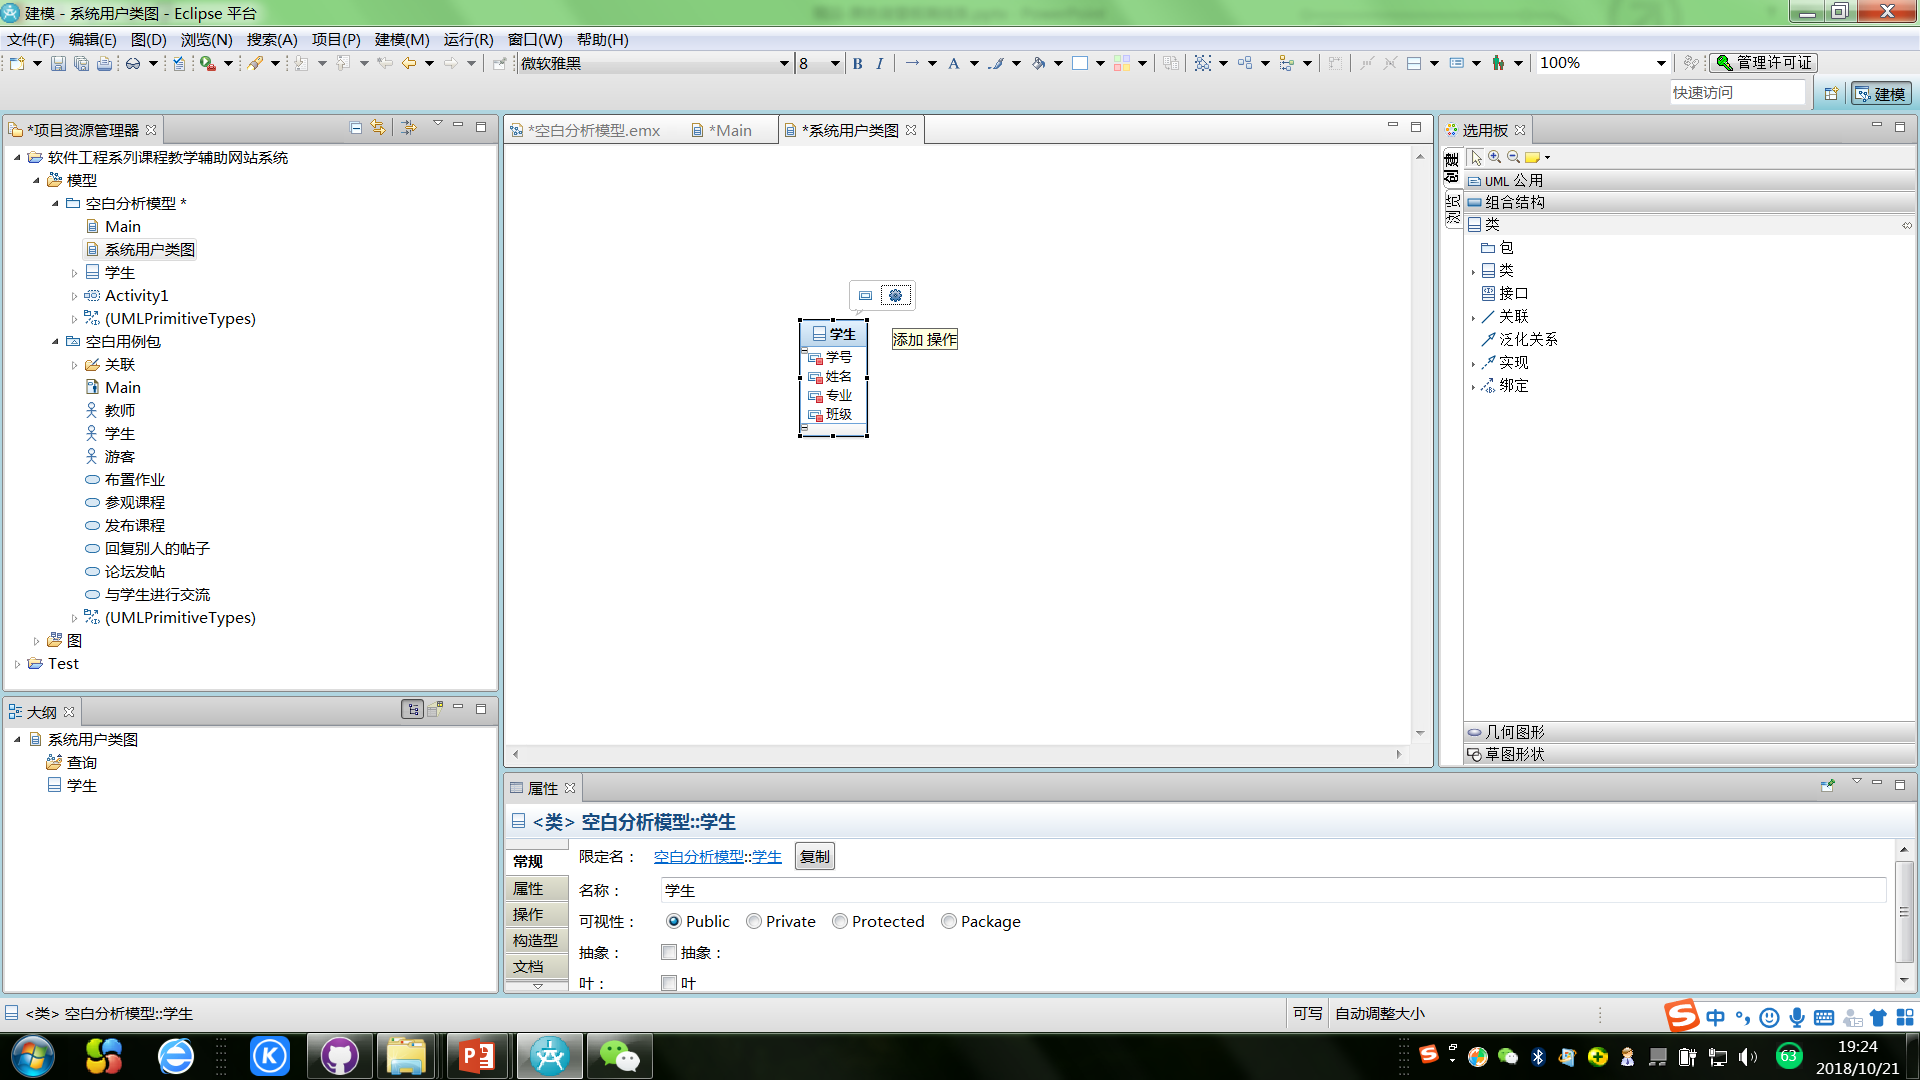 建模 - 系统用户类图 - Eclipse 平台
文件(F) 编辑(E) 图(D) 浏览(N) 搜索(A) 项目(P) 建模(M) 运行(R) 窗口(W) 帮助(H)
微软雅黑 8 B I A 100% 管理许可证
快速访问 建模
*项目资源管理器
软件工程系列课程教学辅助网站系统
模型
空白分析模型 *
Main
系统用户类图
学生
Activity1
(UMLPrimitiveTypes)
空白用例包
关联
Main
教师
学生
游客
布置作业
参观课程
发布课程
回复别人的帖子
论坛发帖
与学生进行交流
(UMLPrimitiveTypes)
图
Test
大纲
系统用户类图
查询
学生
*空白分析模型.emx *Main *系统用户类图
学生
学号
姓名
专业
班级
添加 操作
选用板
创建
浏览
UML 公用
组合结构
类
包
类
接口
关联
泛化关系
实现
绑定
几何图形
草图形状
属性
<类> 空白分析模型::学生
常规
属性
操作
构造型
文档
限定名： 空白分析模型::学生 复制
名称： 学生
可视性： Public Private Protected Package
抽象： 抽象：
叶： 叶
<类> 空白分析模型::学生 可写 自动调整大小
中
63
19:24
2018/10/21